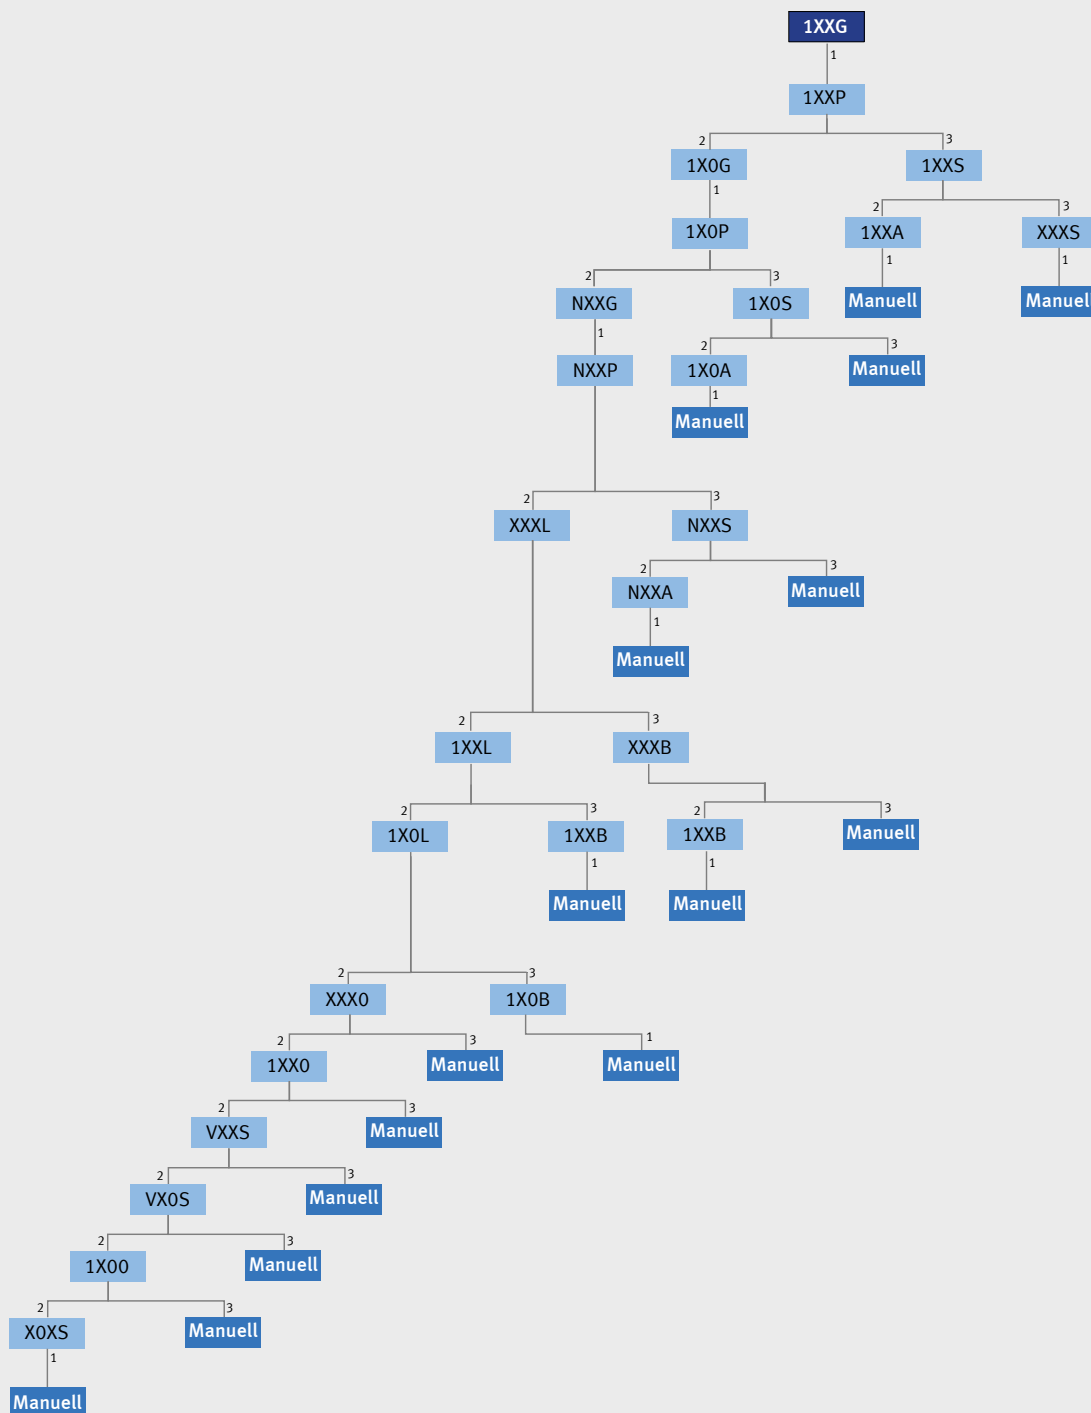 1XXG
1
1XXP
2 3
1X0G 1XXS
1 2 3
1X0P 1XXA XXXS
2 3 1 1
NXXG 1X0S Manuell Manuell
1 2 3
NXXP 1X0A Manuell
1
Manuell
2 3
XXXL NXXS
2 3
NXXA Manuell
1
Manuell
2 3
1XXL XXXB
2 3 2 3
1X0L 1XXB 1XXB Manuell
1 1
Manuell Manuell
2 3
XXX0 1X0B
2 3 1
1XX0 Manuell Manuell
2 3
VXXS Manuell
2 3
VX0S Manuell
2 3
1X00 Manuell
2 3
X0XS Manuell
1
Manuell